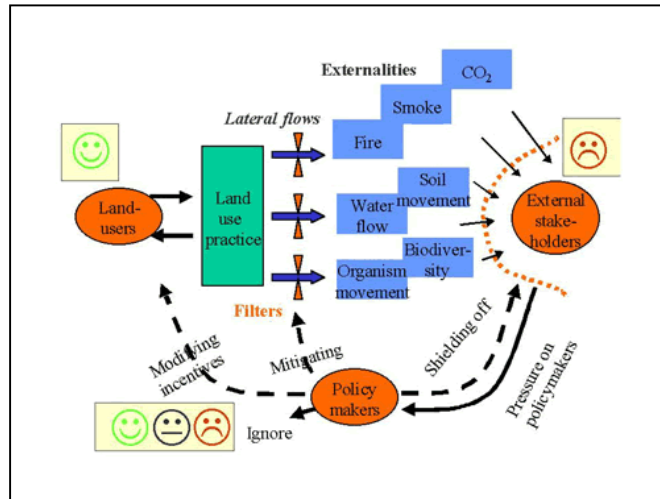 Externalities
CO2
Smoke
Lateral flows
Fire
Land-
users
Land
use
practice
Soil
movement
Water
flow
External
stake-
holders
Biodiver-
sity
Organism
movement
Filters
Modifying
incentives
Mitigating
Shielding off
Pressure on
policymakers
Policy
makers
Ignore